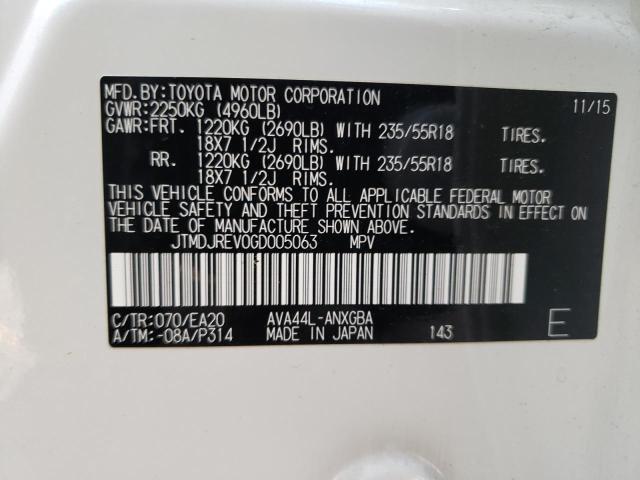 MFD.BY:TOYOTA MOTOR CORPORATION 11/15
GVWR:2250KG (4960LB)
GAWR:FRT. 1220KG (2690LB) WITH 235/55R18 TIRES.
18X7 1/2J RIMS.
RR. 1220KG (2690LB) WITH 235/55R18 TIRES.
18X7 1/2J RIMS.
THIS VEHICLE CONFORMS TO ALL APPLICABLE FEDERAL MOTOR
VEHICLE SAFETY AND THEFT PREVENTION STANDARDS IN EFFECT ON
THE DATE OF MANUFACTURE SHOWN ABOVE.
JTMDJREV0GD005063 MPV
C/TR:070/EA20 AVA44L-ANXGBA
A/TM:-08A/P314 MADE IN JAPAN 143 E